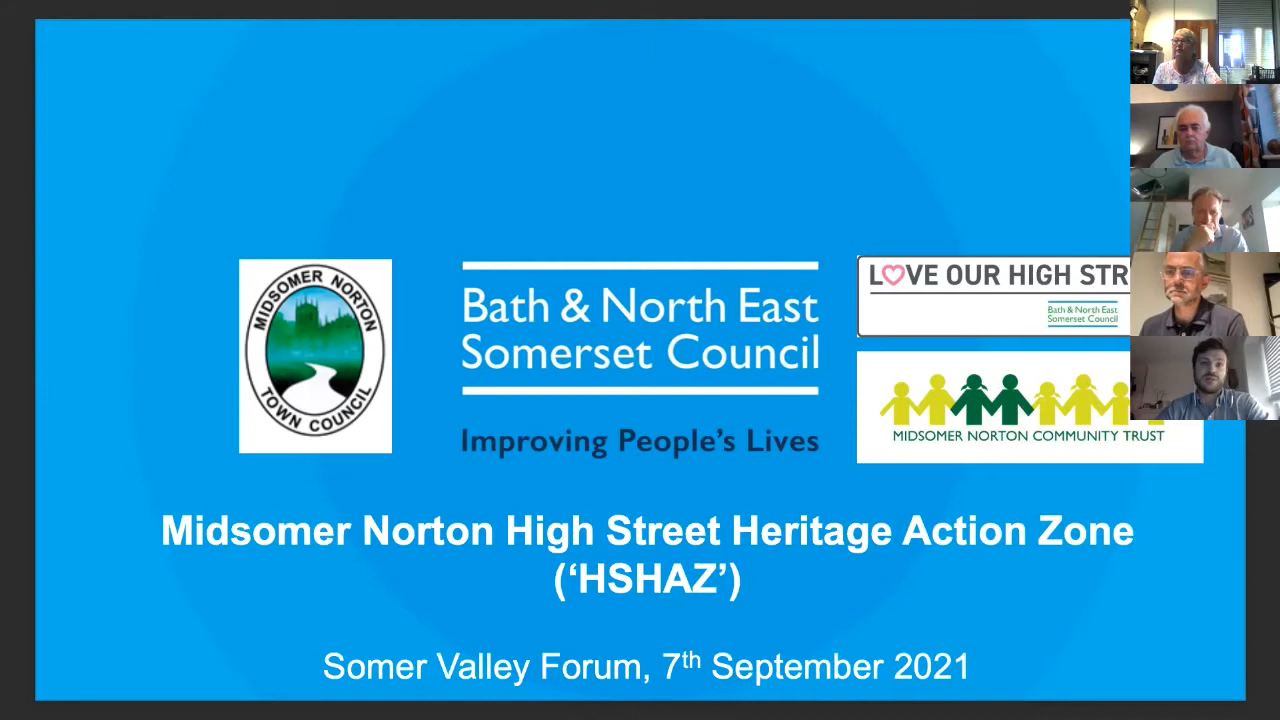 MIDSOMER NORTON
TOWN COUNCIL
Bath & North East
Somerset Council
Improving People's Lives
LOVE OUR HIGH STR
Bath & North East
Somerset Council
MIDSOMER NORTON COMMUNITY TRUST
Midsomer Norton High Street Heritage Action Zone
(‘HSHAZ’)
Somer Valley Forum, 7th September 2021